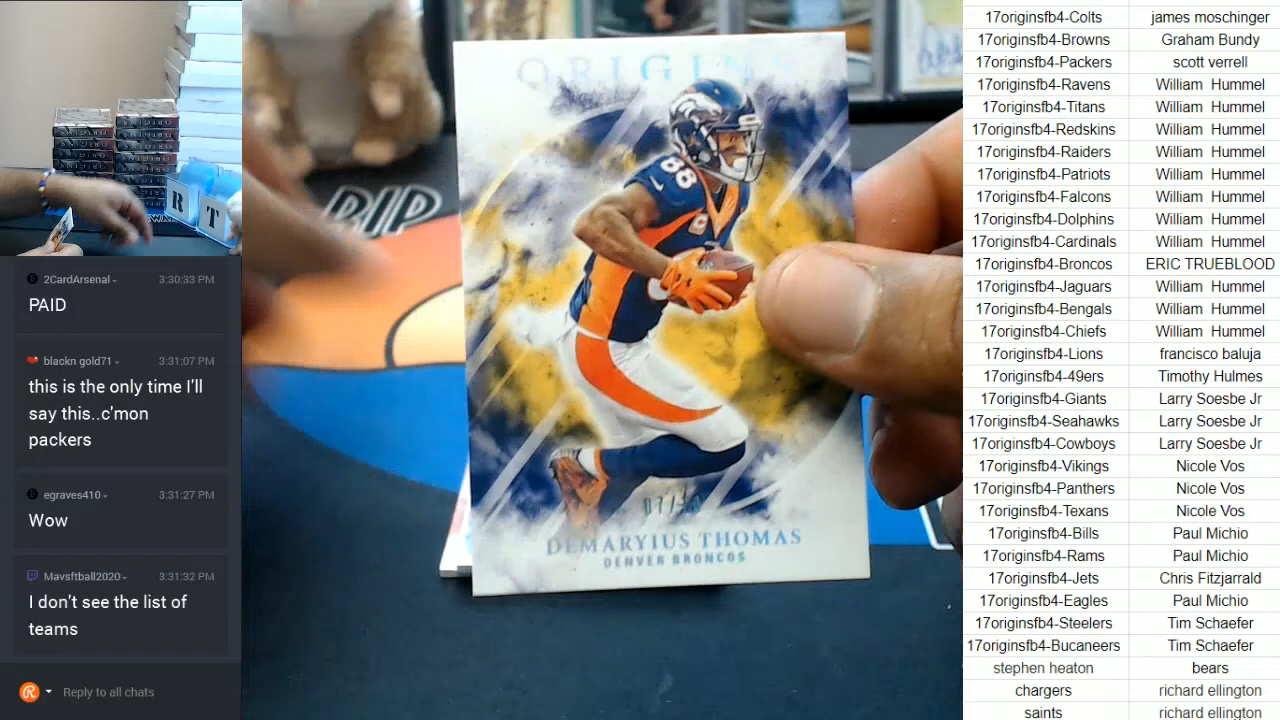 2CardArsenal 3:30:33 PM
PAID
blackn gold71 3:31:07 PM
this is the only time I'll
say this..c'mon
packers
egraves410 3:31:27 PM
Wow
Mavsftball2020 3:31:32 PM
I don't see the list of
teams
Reply to all chats
R
T
RIP
ORIGINS
88
DEMARYIUS THOMAS
DENVER BRONCOS
17originsfb4-Colts james moschinger
17originsfb4-Browns Graham Bundy
17originsfb4-Packers scott verrell
17originsfb4-Ravens William Hummel
17originsfb4-Titans William Hummel
17originsfb4-Redskins William Hummel
17originsfb4-Raiders William Hummel
17originsfb4-Patriots William Hummel
17originsfb4-Falcons William Hummel
17originsfb4-Dolphins William Hummel
17originsfb4-Cardinals William Hummel
17originsfb4-Broncos ERIC TRUEBLOOD
17originsfb4-Jaguars William Hummel
17originsfb4-Bengals William Hummel
17originsfb4-Chiefs William Hummel
17originsfb4-Lions francisco baluja
17originsfb4-49ers Timothy Hulmes
17originsfb4-Giants Larry Soesbe Jr
17originsfb4-Seahawks Larry Soesbe Jr
17originsfb4-Cowboys Larry Soesbe Jr
17originsfb4-Vikings Nicole Vos
17originsfb4-Panthers Nicole Vos
17originsfb4-Texans Nicole Vos
17originsfb4-Bills Paul Michio
17originsfb4-Rams Paul Michio
17originsfb4-Jets Chris Fitzjarrald
17originsfb4-Eagles Paul Michio
17originsfb4-Steelers Tim Schaefer
17originsfb4-Bucaneers Tim Schaefer
stephen heaton bears
chargers richard ellington
saints richard ellington